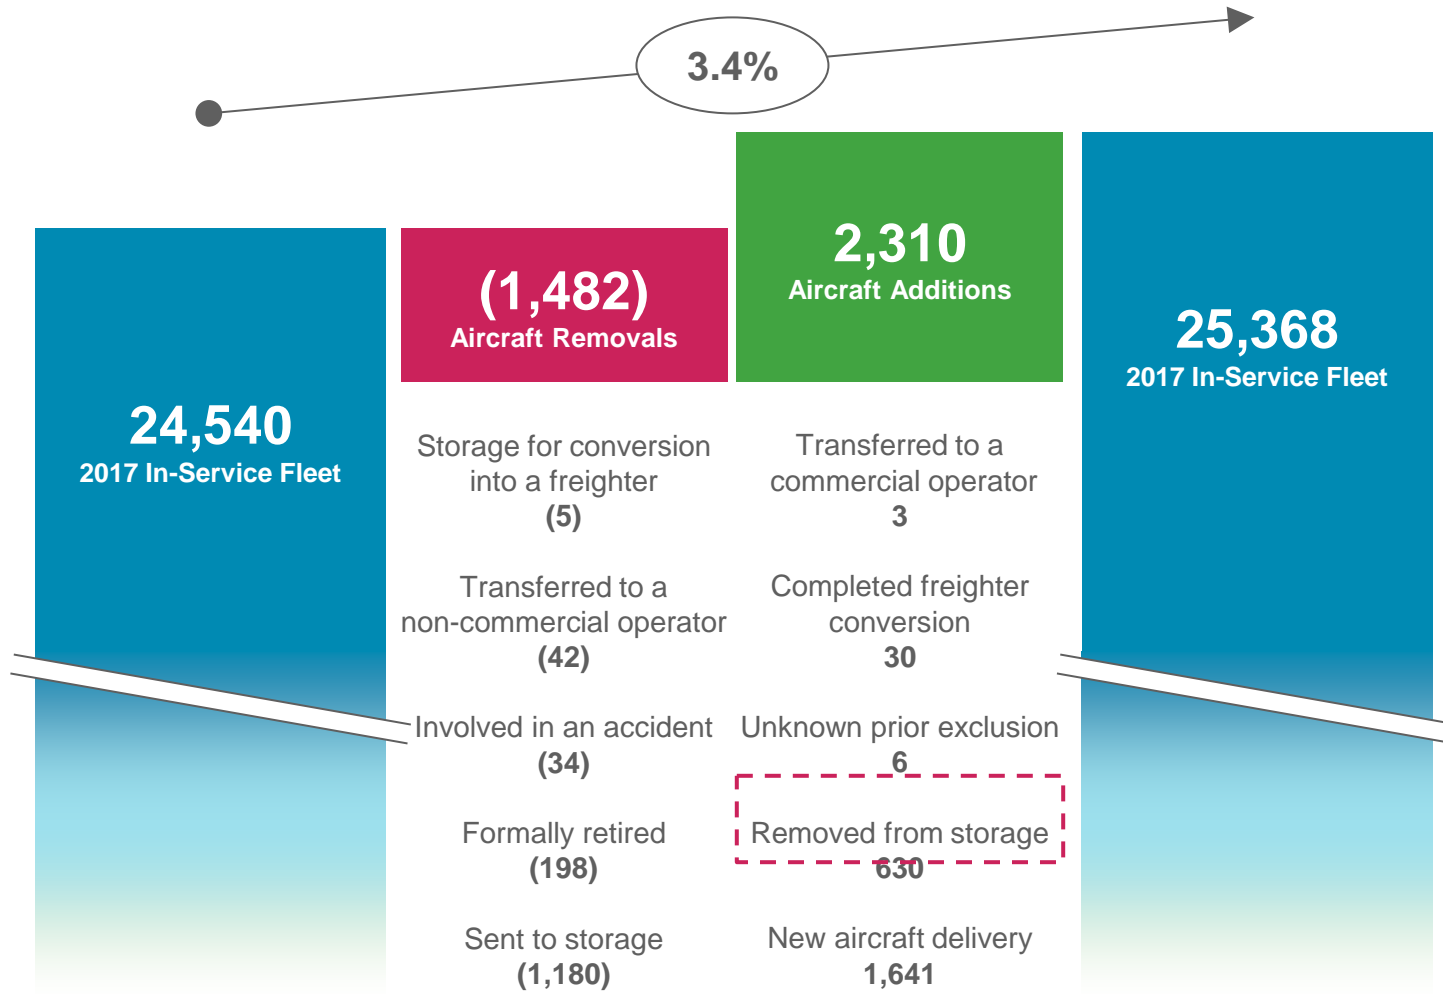 3.4%
24,540
2017 In-Service Fleet
(1,482)
Aircraft Removals
Storage for conversion
into a freighter
(5)
Transferred to a
non-commercial operator
(42)
Involved in an accident
(34)
Formally retired
(198)
Sent to storage
(1,180)
2,310
Aircraft Additions
Transferred to a
commercial operator
3
Completed freighter
conversion
30
Unknown prior exclusion
6
Removed from storage
630
New aircraft delivery
1,641
25,368
2017 In-Service Fleet